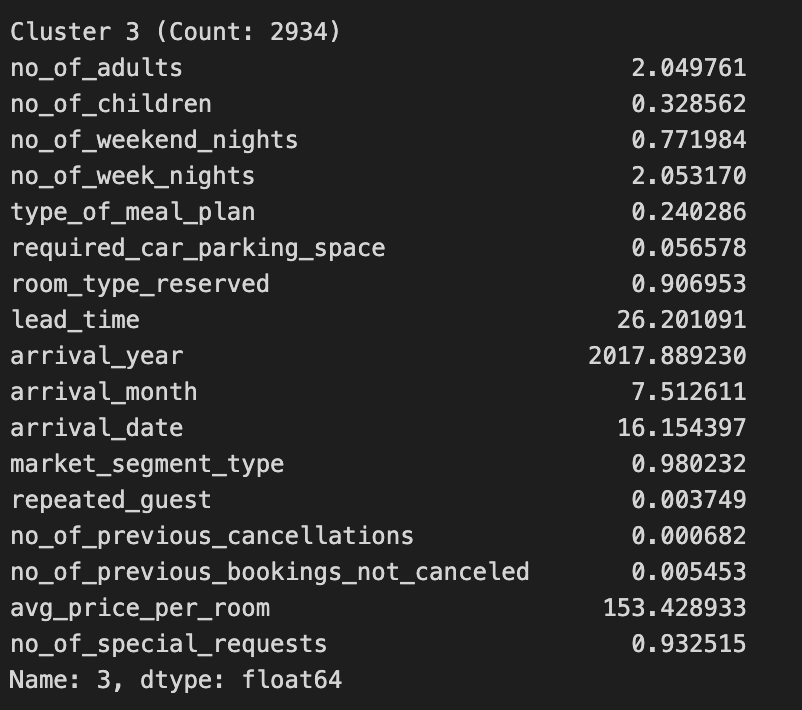 Cluster 3 (Count: 2934)
no_of_adults 2.049761
no_of_children 0.328562
no_of_weekend_nights 0.771984
no_of_week_nights 2.053170
type_of_meal_plan 0.240286
required_car_parking_space 0.056578
room_type_reserved 0.906953
lead_time 26.201091
arrival_year 2017.889230
arrival_month 7.512611
arrival_date 16.154397
market_segment_type 0.980232
repeated_guest 0.003749
no_of_previous_cancellations 0.000682
no_of_previous_bookings_not_canceled 0.005453
avg_price_per_room 153.428933
no_of_special_requests 0.932515
Name: 3, dtype: float64